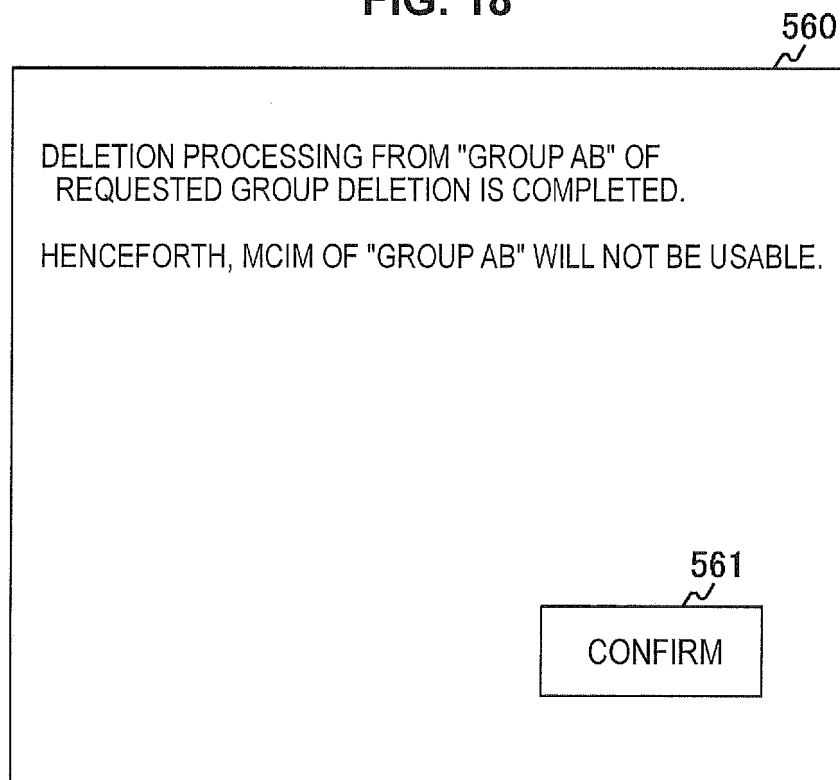 FIG. 18
560
DELETION PROCESSING FROM "GROUP AB" OF
REQUESTED GROUP DELETION IS COMPLETED.
HENCEFORTH, MCIM OF "GROUP AB" WILL NOT BE USABLE.
561
CONFIRM